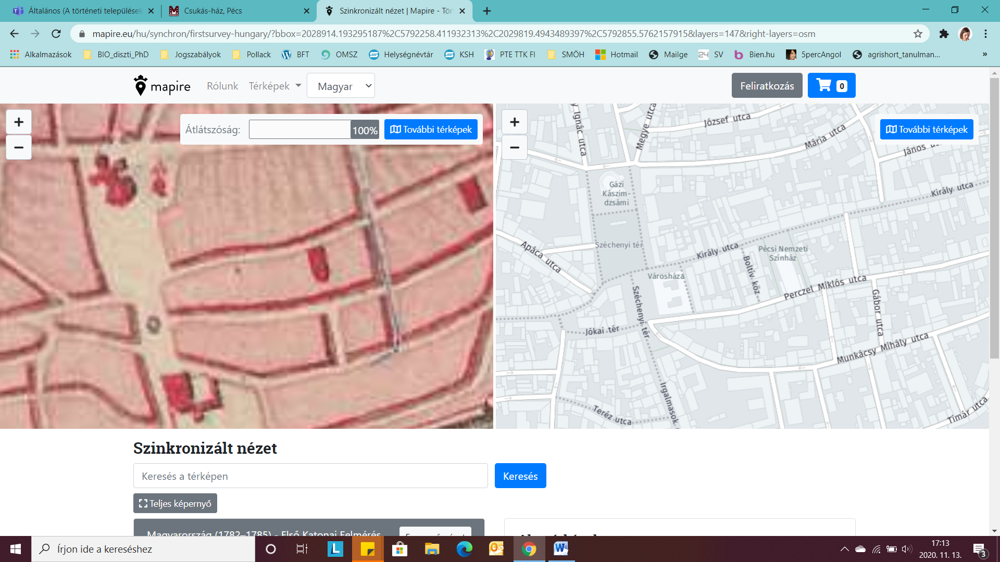 Általános (A történeti települések
Csukás-ház, Pécs
Szinkronizált nézet | Mapire - Tör
mapire.eu/hu/synchron/firstsurvey-hungary/?bbox=2028914.193295187%2C5792258.411932313%2C2029819.4943489397%2C5792855.5762157915&layers=147&right-layers=osm
Alkalmazások BIO_diszti_PhD Jogszabályok Pollack BFT OMSZ Helységnévtár KSH PTE TTK FI SMÖH Hotmail Mailge 24 SV b Bien.hu 5percAngol agrishort_tanulman... »
mapire Rólunk Térképek Magyar Feliratkozás 0
+
−
Átlátszóság: 100% További térképek
+
−
További térképek
y Ignác utca
Megye utca
József utca
Mária utca
János
Gázi
Kászim-
dzsámi
Király utca
Széchenyi tér
Apáca utca
Király utca
Pécsi Nemzeti
Színház
Boltív köz
Városháza
Perczel Miklós utca
Széchenyi tér
Gábor utca
Jókai tér
Munkácsy Mihály utca
Irgalmasok
Teréz utca
Tímár utca
Szinkronizált nézet
Keresés a térképen
Keresés
Teljes képernyő
Magyarország (1782–1785) - Első Katonai Felmérés
Írjon ide a kereséshez
L
W
17:13
2020. 11. 13.
3